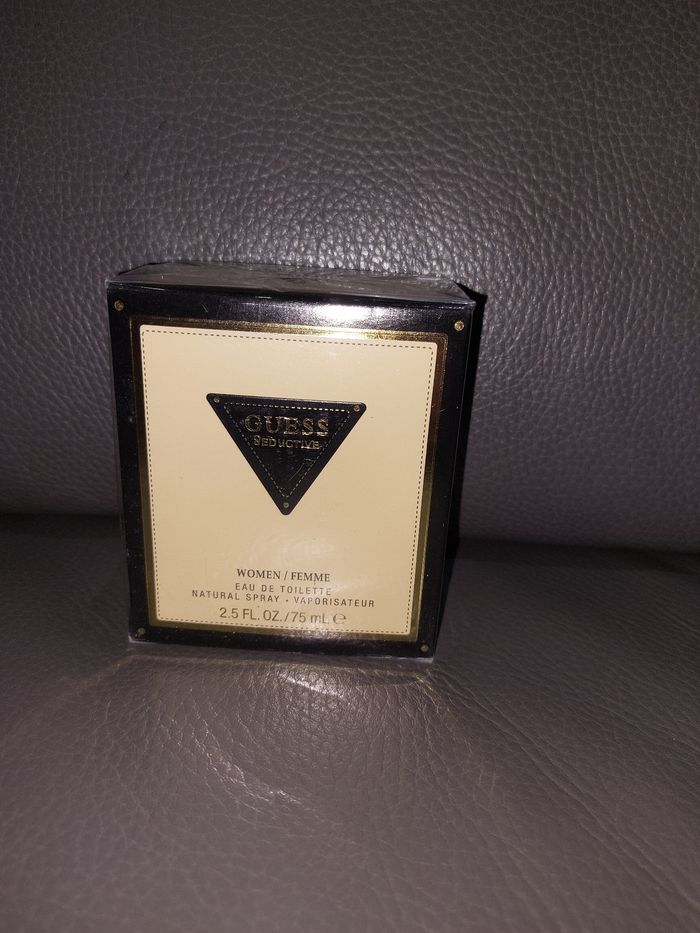 GUESS
SEDUCTIVE
WOMEN / FEMME
EAU DE TOILETTE
NATURAL SPRAY • VAPORISATEUR
2.5 FL. OZ./75 mL ℮